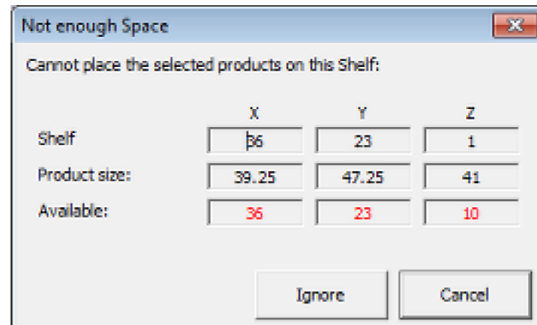 Not enough Space
Cannot place the selected products on this Shelf:
X Y Z
Shelf 36 23 1
Product size: 39.25 47.25 41
Available: 36 23 10
Ignore Cancel